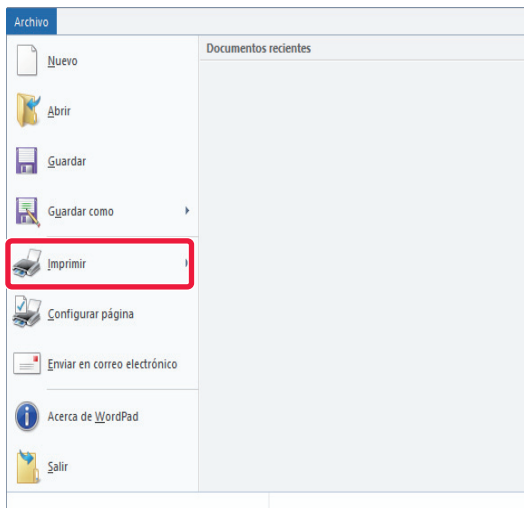 Archivo
Documentos recientes
Nuevo
Abrir
Guardar
Guardar como
Imprimir
Configurar página
Enviar en correo electrónico
Acerca de WordPad
Salir